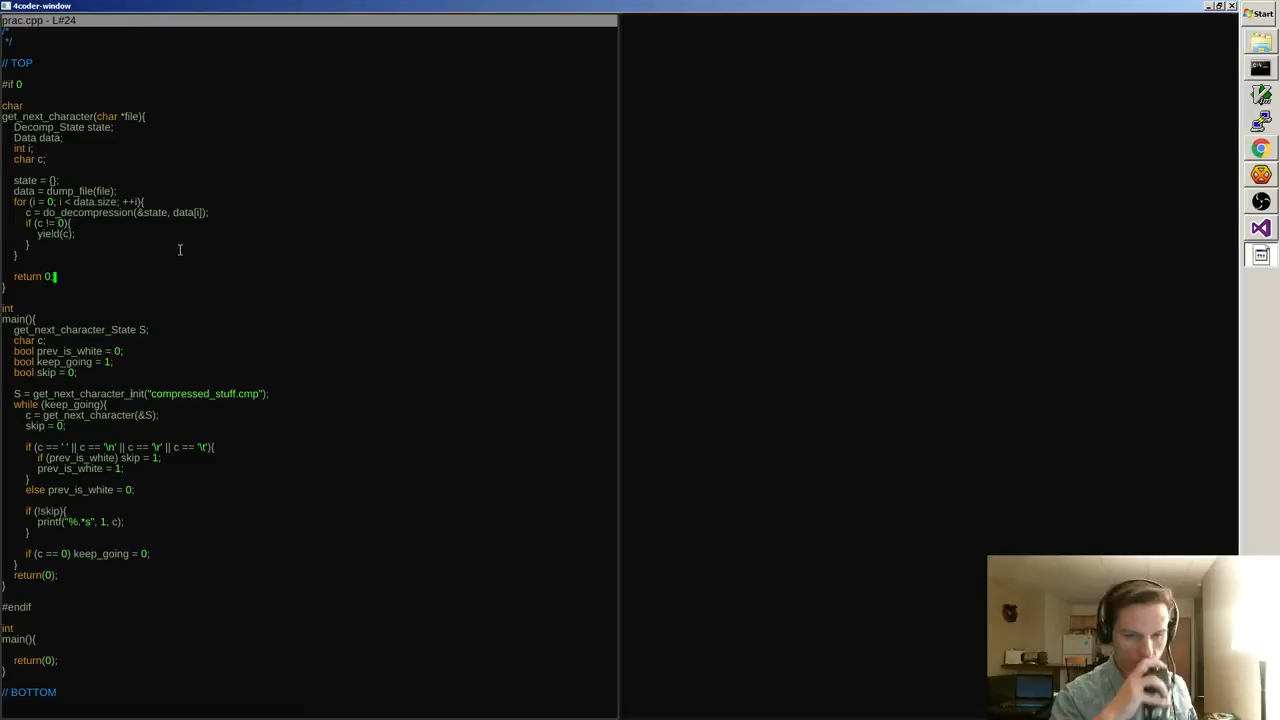 4coder-window
Start
prac.cpp - L#24
/*
*/
// TOP
#if 0
char
get_next_character(char *file){
Decomp_State state;
Data data;
int i;
char c;
state = {};
data = dump_file(file);
for (i = 0; i < data.size; ++i){
c = do_decompression(&state, data[i]);
if (c != 0){
yield(c);
}
}
return 0;
}
int
main(){
get_next_character_State S;
char c;
bool prev_is_white = 0;
bool keep_going = 1;
bool skip = 0;
S = get_next_character_init("compressed_stuff.cmp");
while (keep_going){
c = get_next_character(&S);
skip = 0;
if (c == ' ' || c == '\n' || c == '\r' || c == '\t'){
if (prev_is_white) skip = 1;
prev_is_white = 1;
}
else prev_is_white = 0;
if (!skip){
printf("%.*s", 1, c);
}
if (c == 0) keep_going = 0;
}
return(0);
}
#endif
int
main(){
return(0);
}
// BOTTOM